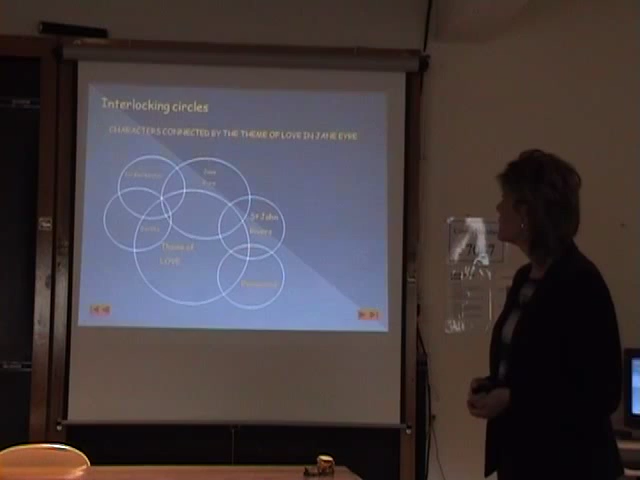 Interlocking circles
CHARACTERS CONNECTED BY THE THEME OF LOVE IN JANE EYRE
Jane
Eyre
St John
Rivers
Theme of
LOVE